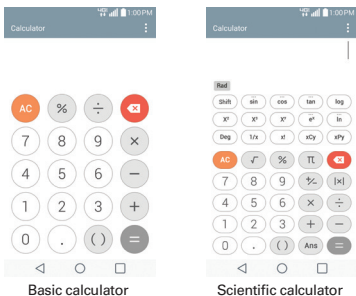 4G 1:00PM
Calculator
AC % ÷
7 8 9 ×
4 5 6 −
1 2 3 +
0 . ( ) =
Basic calculator
4G 1:00PM
Calculator
Rad
Shift sin cos tan log
X² X³ Xʸ eˣ ln
Deg 1/x x! xCy xPy
AC √ % π
7 8 9 +/− |×|
4 5 6 × ÷
1 2 3 + −
0 . ( ) Ans =
Scientific calculator